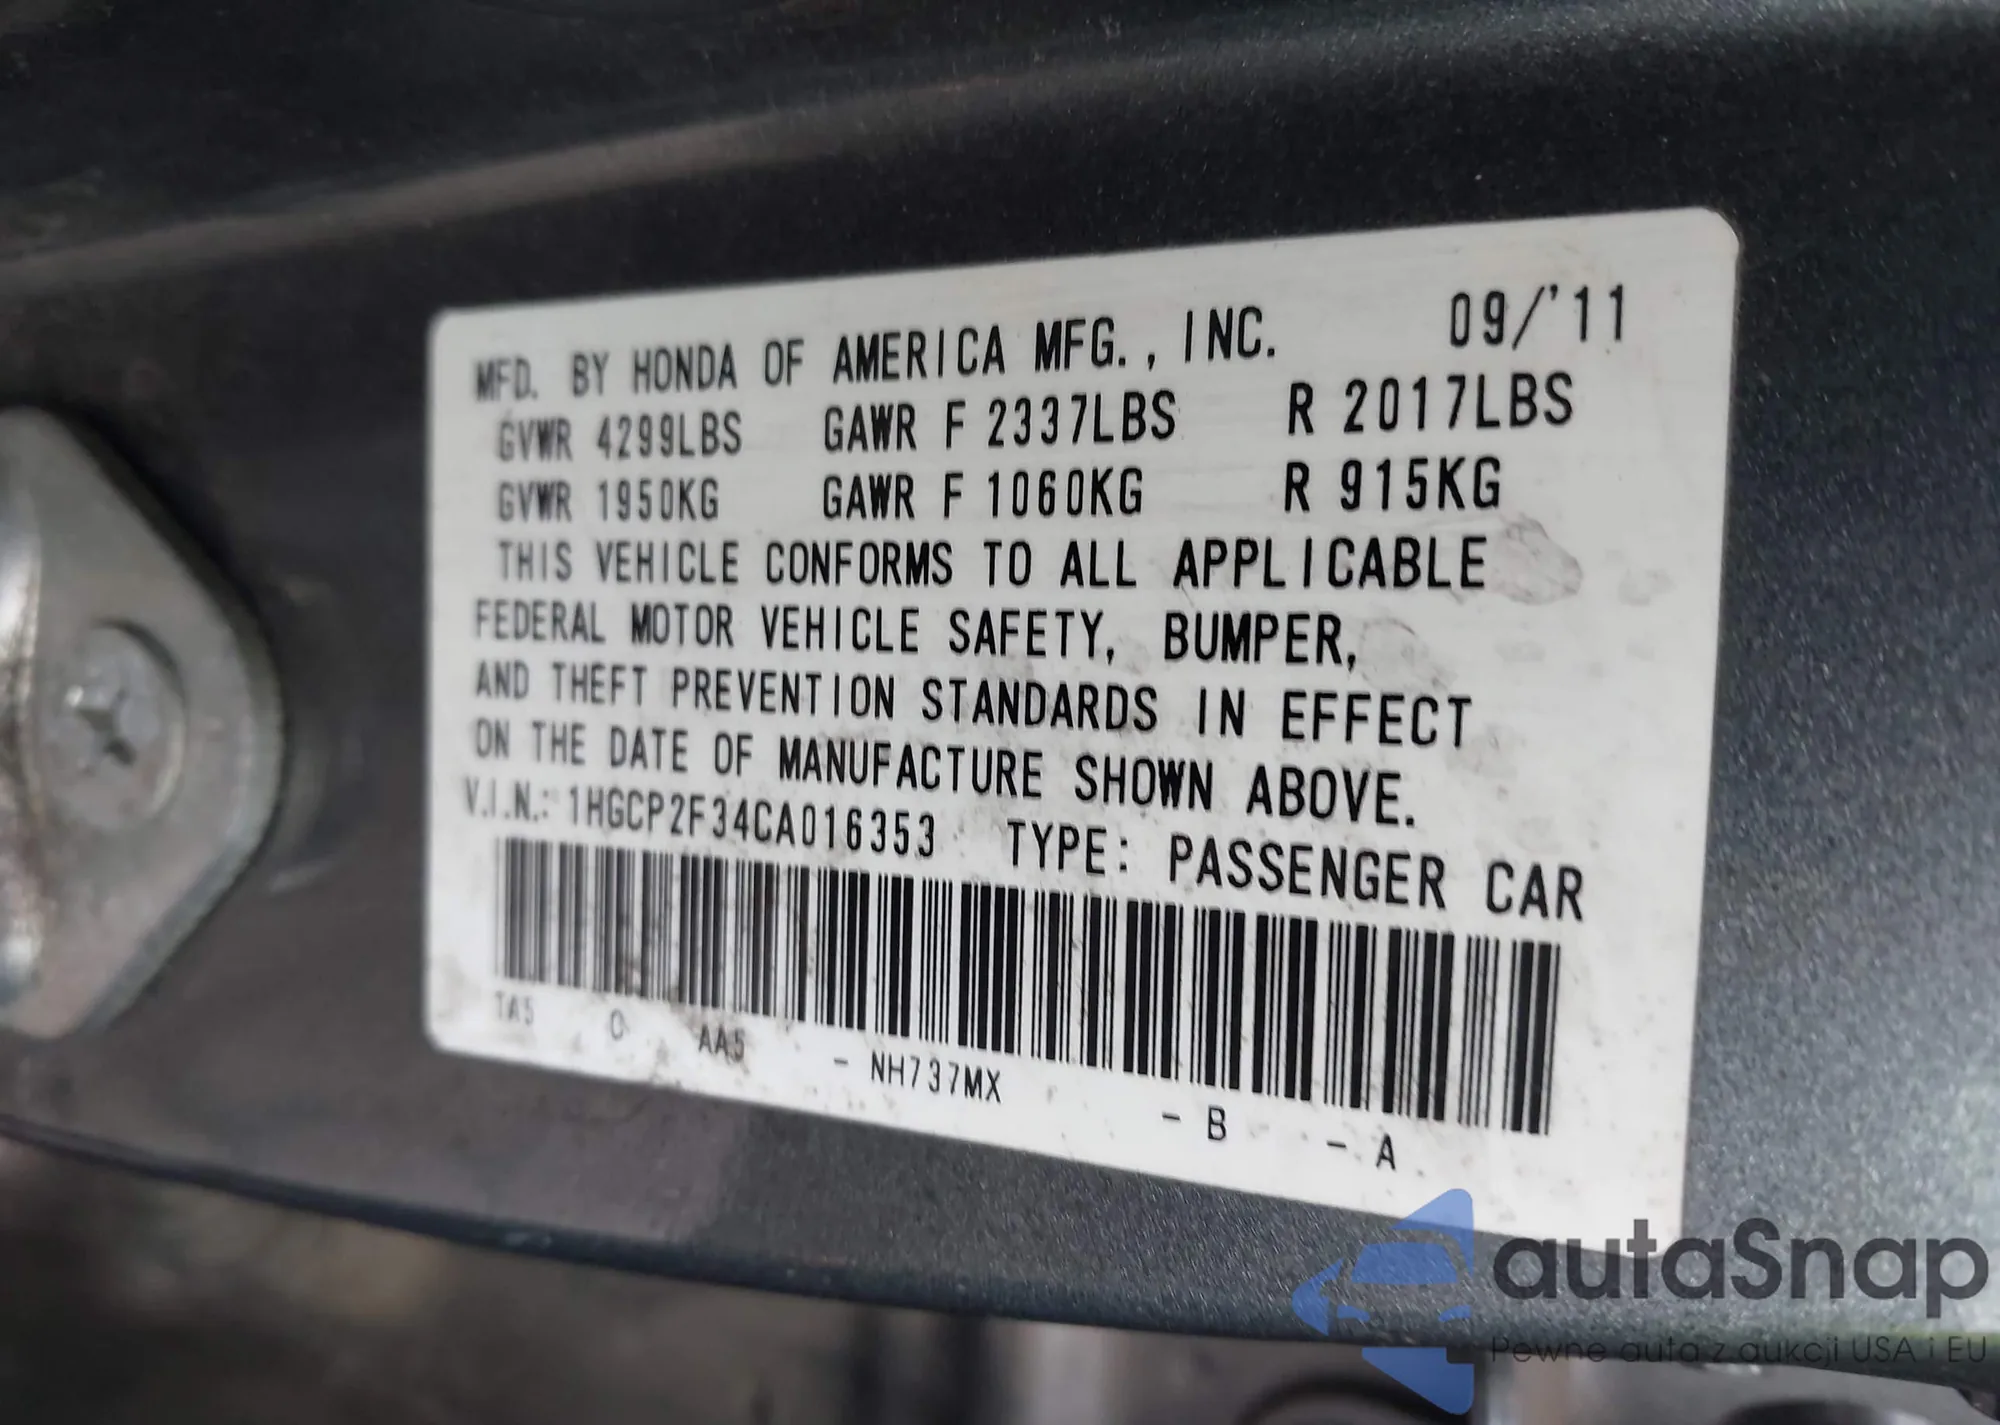 MFD. BY HONDA OF AMERICA MFG., INC. 09/'11
GVWR 4299LBS GAWR F 2337LBS R 2017LBS
GVWR 1950KG GAWR F 1060KG R 915KG
THIS VEHICLE CONFORMS TO ALL APPLICABLE
FEDERAL MOTOR VEHICLE SAFETY, BUMPER,
AND THEFT PREVENTION STANDARDS IN EFFECT
ON THE DATE OF MANUFACTURE SHOWN ABOVE.
V.I.N.: 1HGCP2F34CA016353 TYPE: PASSENGER CAR
TA5 0 AA5 - NH737MX - B - A
autaSnap
Pewne auta z aukcji USA i EU